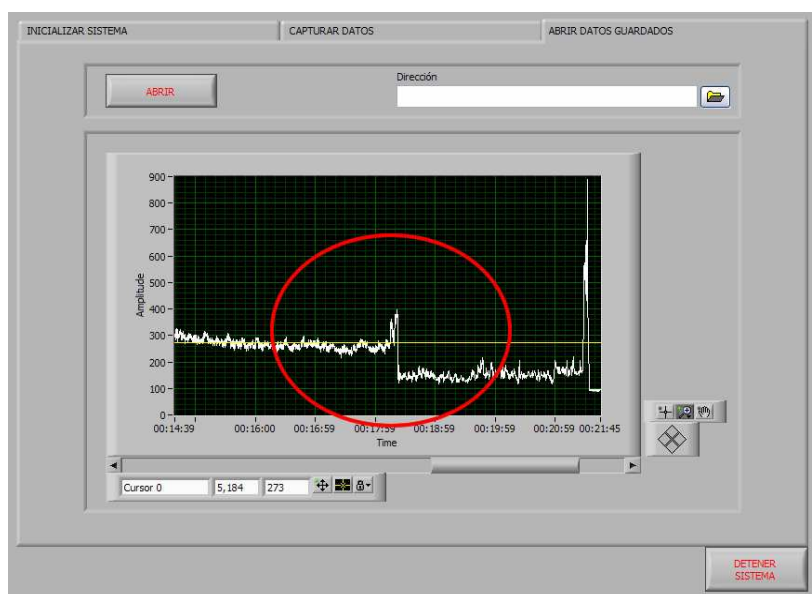 INICIALIZAR SISTEMA CAPTURAR DATOS ABRIR DATOS GUARDADOS
ABRIR
Dirección
900
800
700
600
500
400
300
200
100
0
Amplitude
00:14:39 00:16:00 00:16:59 00:17:59 00:18:59 00:19:59 00:20:59 00:21:45
Time
Cursor 0 5,184 273
DETENER
SISTEMA